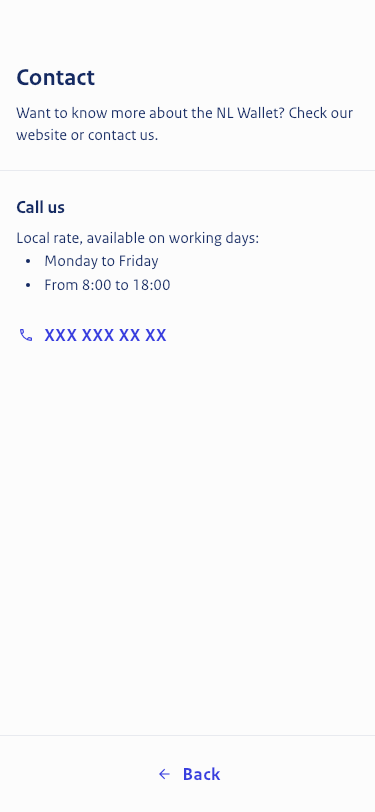 Contact
Want to know more about the NL Wallet? Check our
website or contact us.
Call us
Local rate, available on working days:
• Monday to Friday
• From 8:00 to 18:00
XXX XXX XX XX
Back